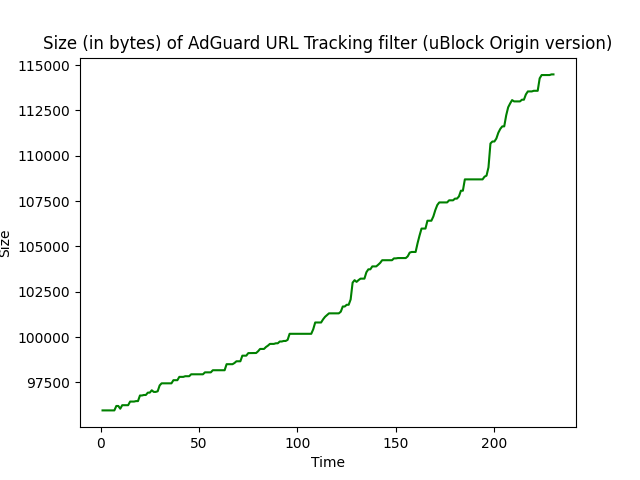 Size (in bytes) of AdGuard URL Tracking filter (uBlock Origin version)
115000
112500
110000
107500
105000
102500
100000
97500
Size
0 50 100 150 200
Time